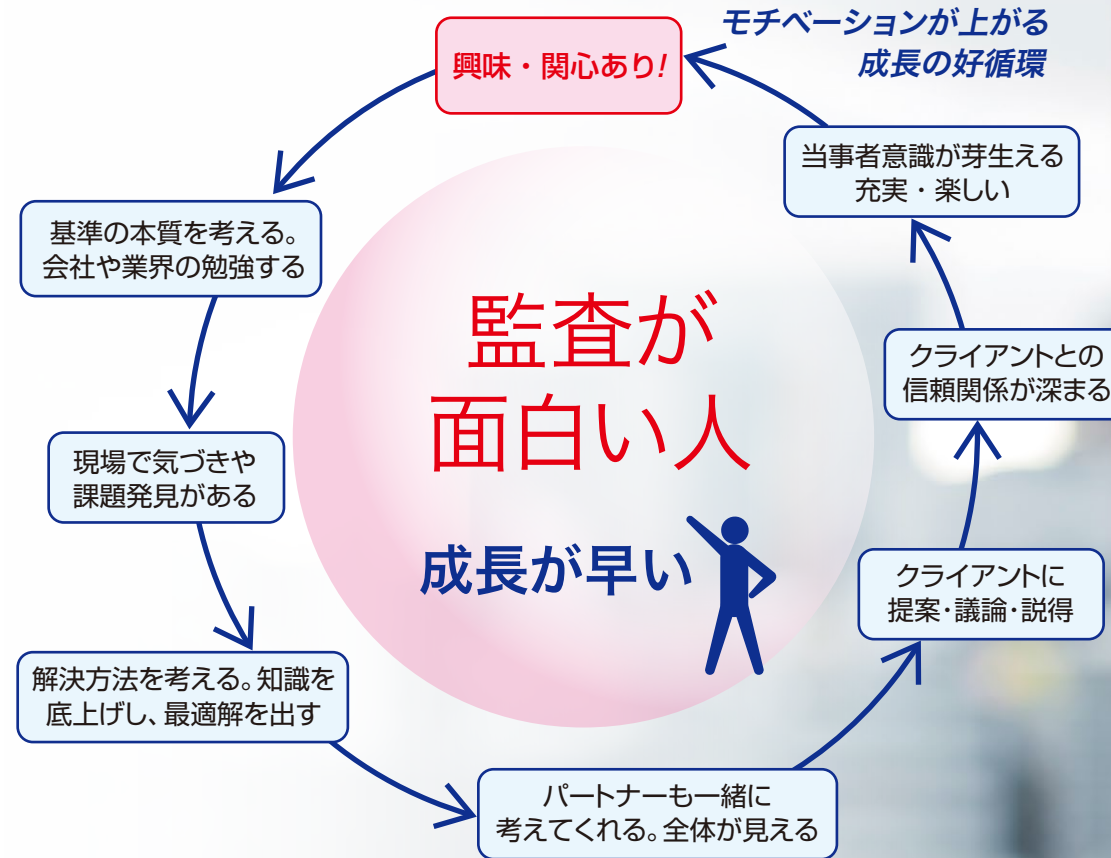 モチベーションが上がる
成長の好循環
興味・関心あり!
基準の本質を考える。
会社や業界の勉強する
現場で気づきや
課題発見がある
解決方法を考える。知識を
底上げし、最適解を出す
パートナーも一緒に
考えてくれる。全体が見える
クライアントに
提案・議論・説得
クライアントとの
信頼関係が深まる
当事者意識が芽生える
充実・楽しい
監査が
面白い人
成長が早い